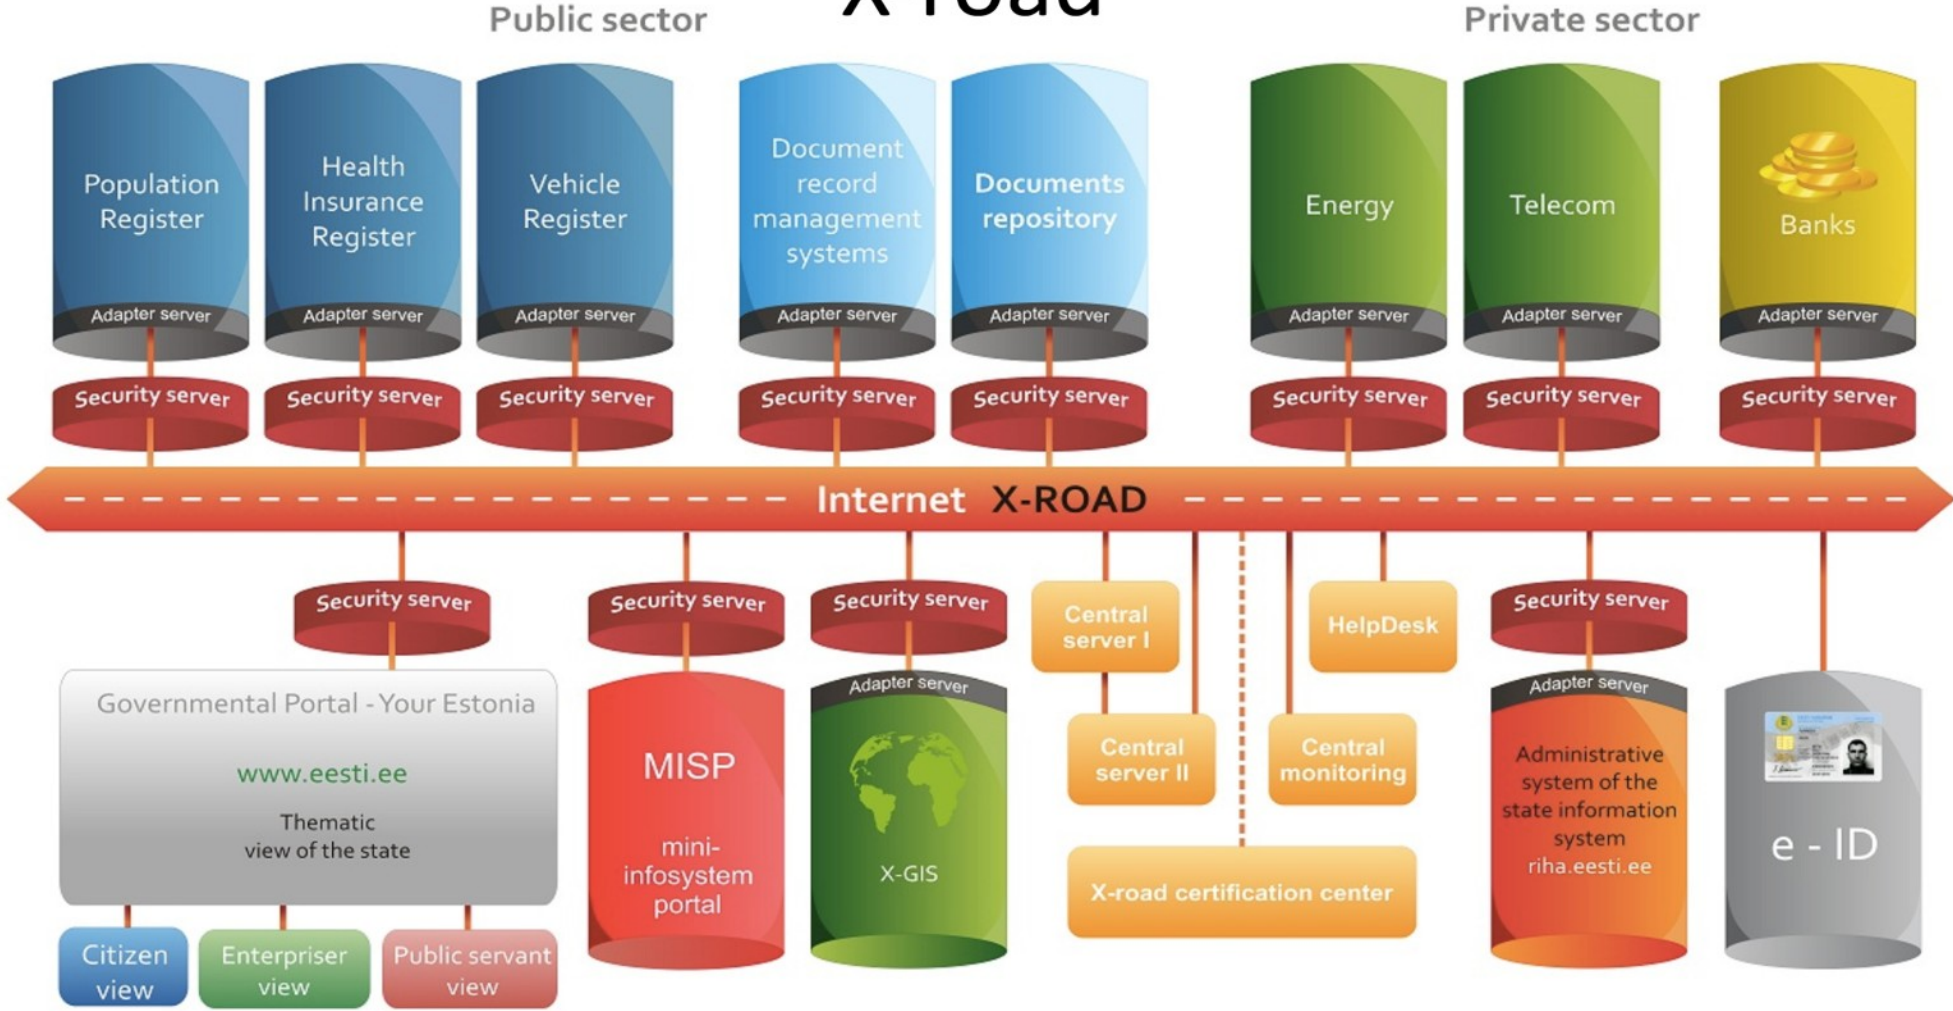 X-road
Public sector
Private sector
Population
Register
Health
Insurance
Register
Vehicle
Register
Document
record
management
systems
Documents
repository
Energy
Telecom
Banks
Adapter server
Adapter server
Adapter server
Adapter server
Adapter server
Adapter server
Adapter server
Adapter server
Security server
Security server
Security server
Security server
Security server
Security server
Security server
Security server
Internet X-ROAD
Security server
Security server
Security server
Security server
Governmental Portal - Your Estonia
www.eesti.ee
Thematic
view of the state
Citizen
view
Enterpriser
view
Public servant
view
MISP
mini-
infosystem
portal
Adapter server
X-GIS
Central
server I
Central
server II
HelpDesk
Central
monitoring
X-road certification center
Adapter server
Administrative
system of the
state information
system
riha.eesti.ee
e - ID